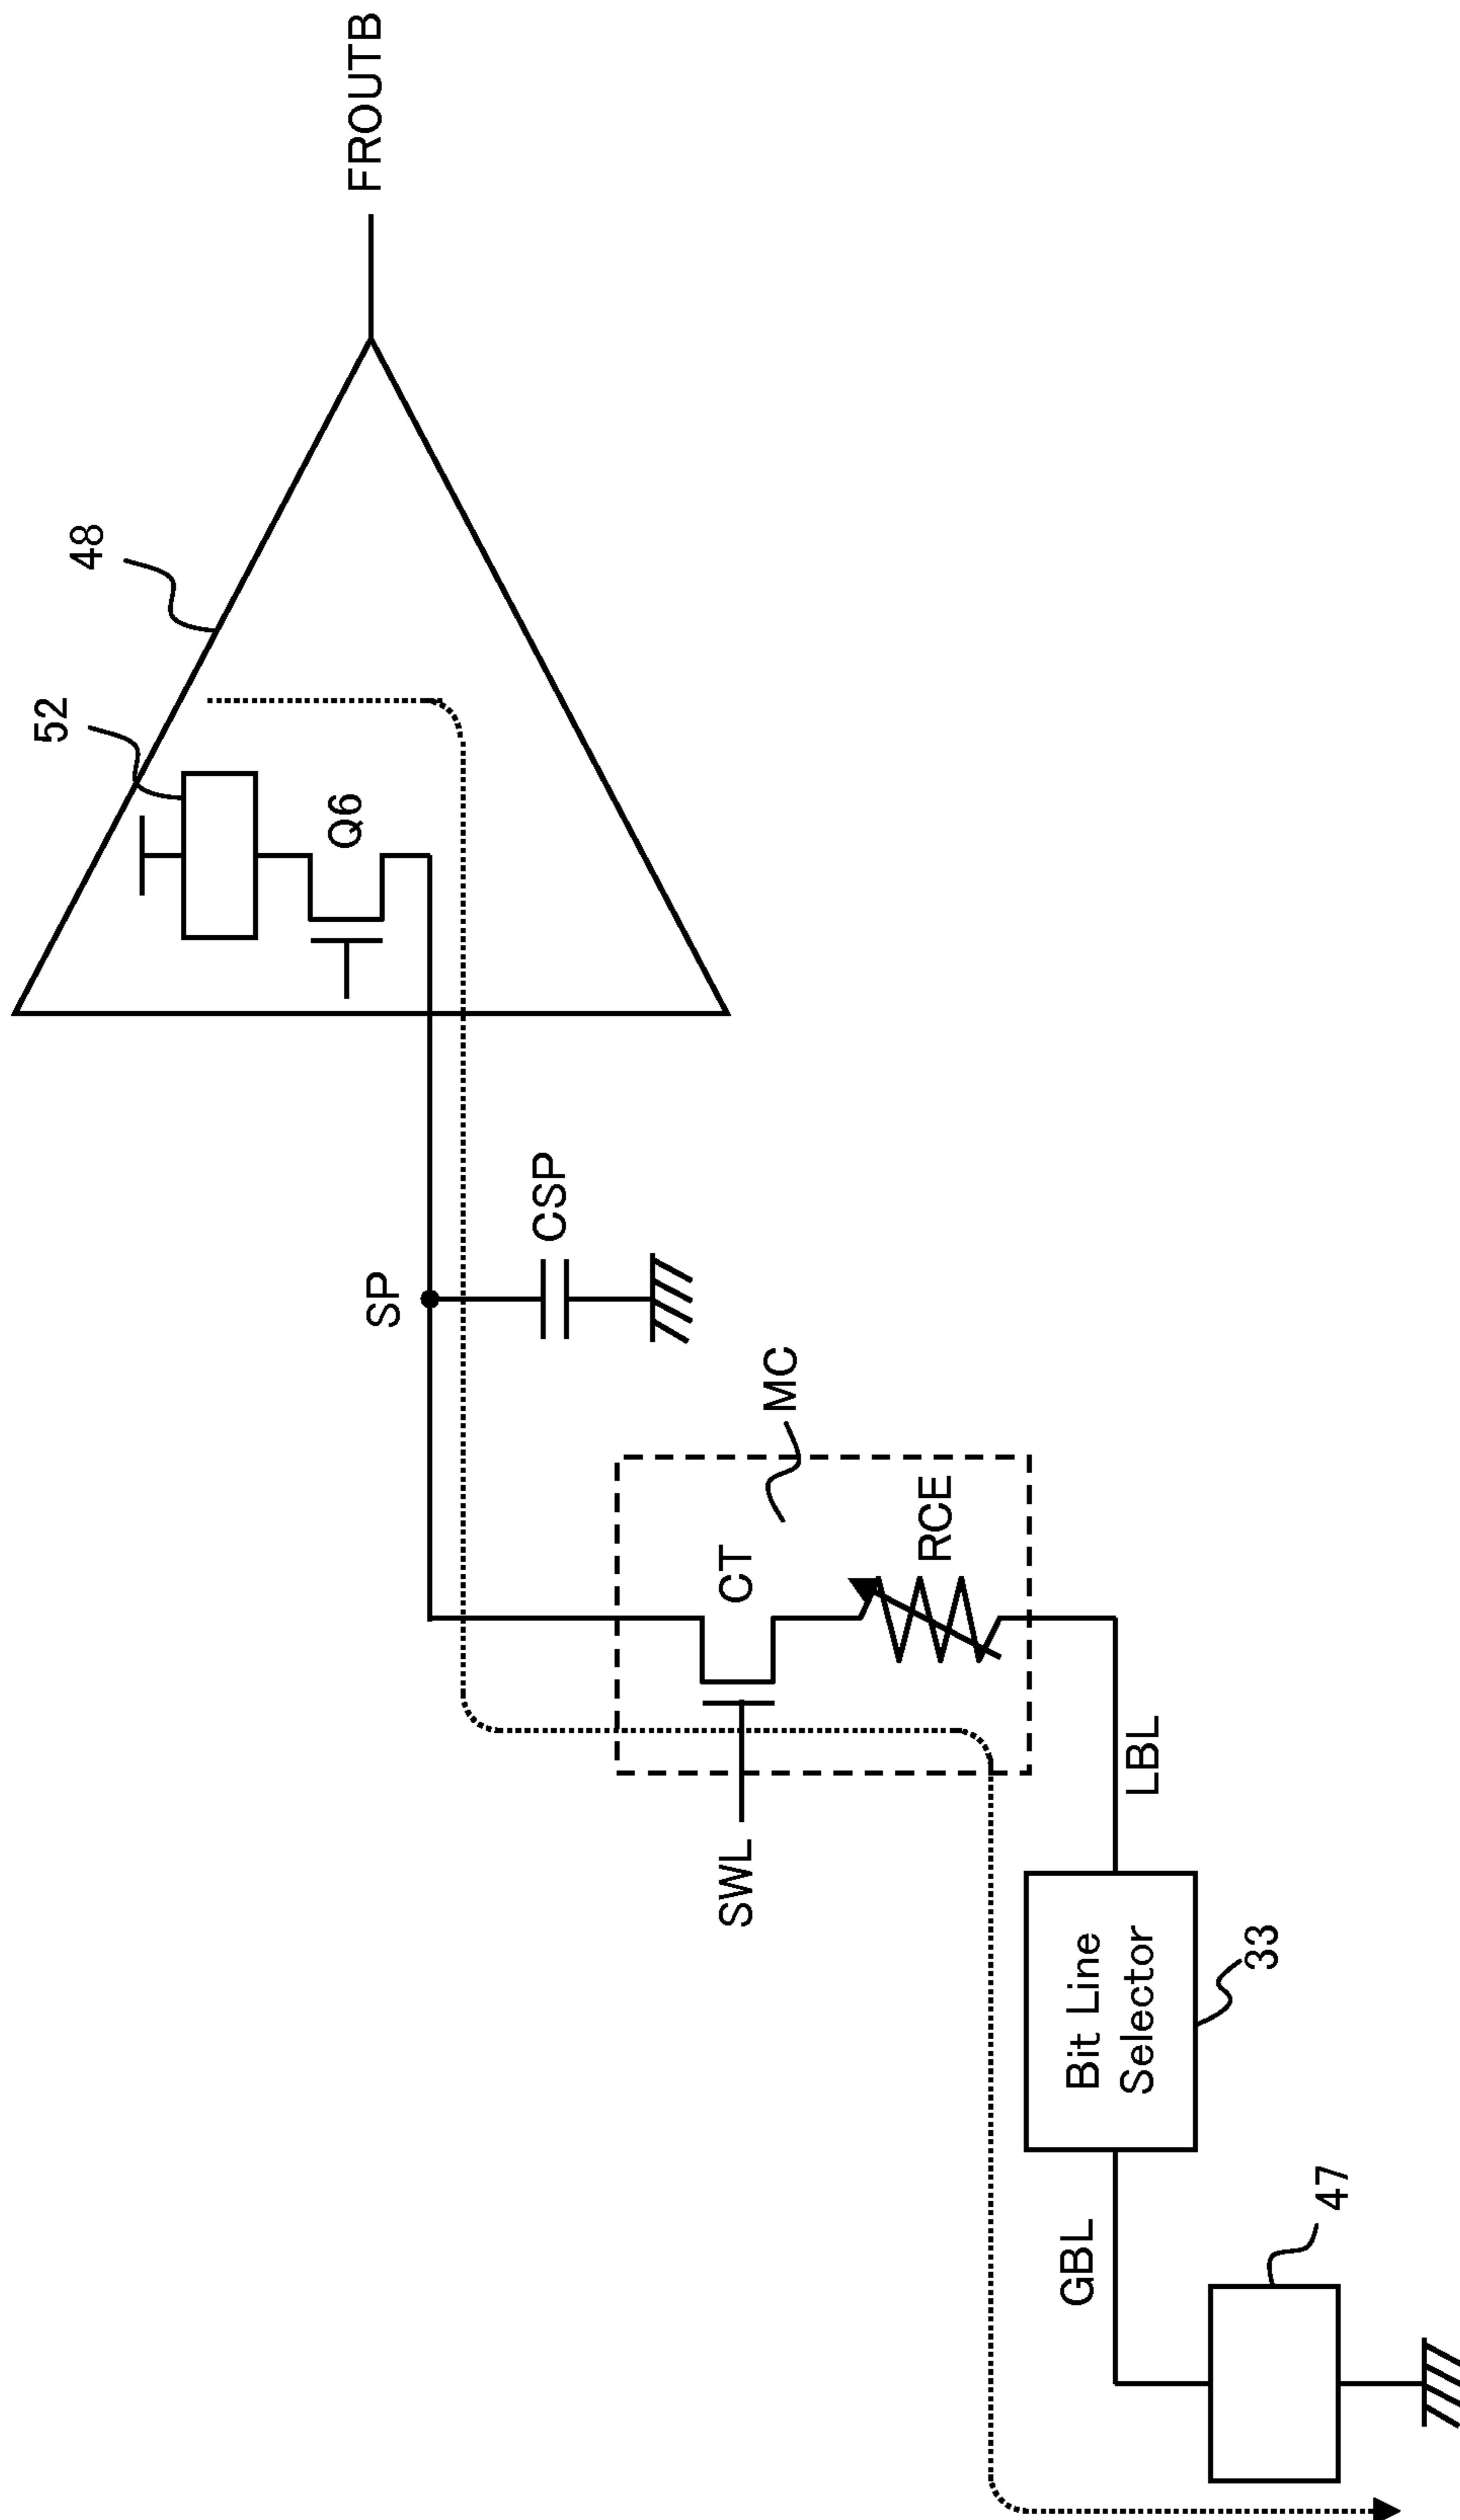 FROUTB
48
52
Q6
SP
CSP
MC
CT
RCE
SWL
LBL
Bit Line
Selector
33
GBL
47